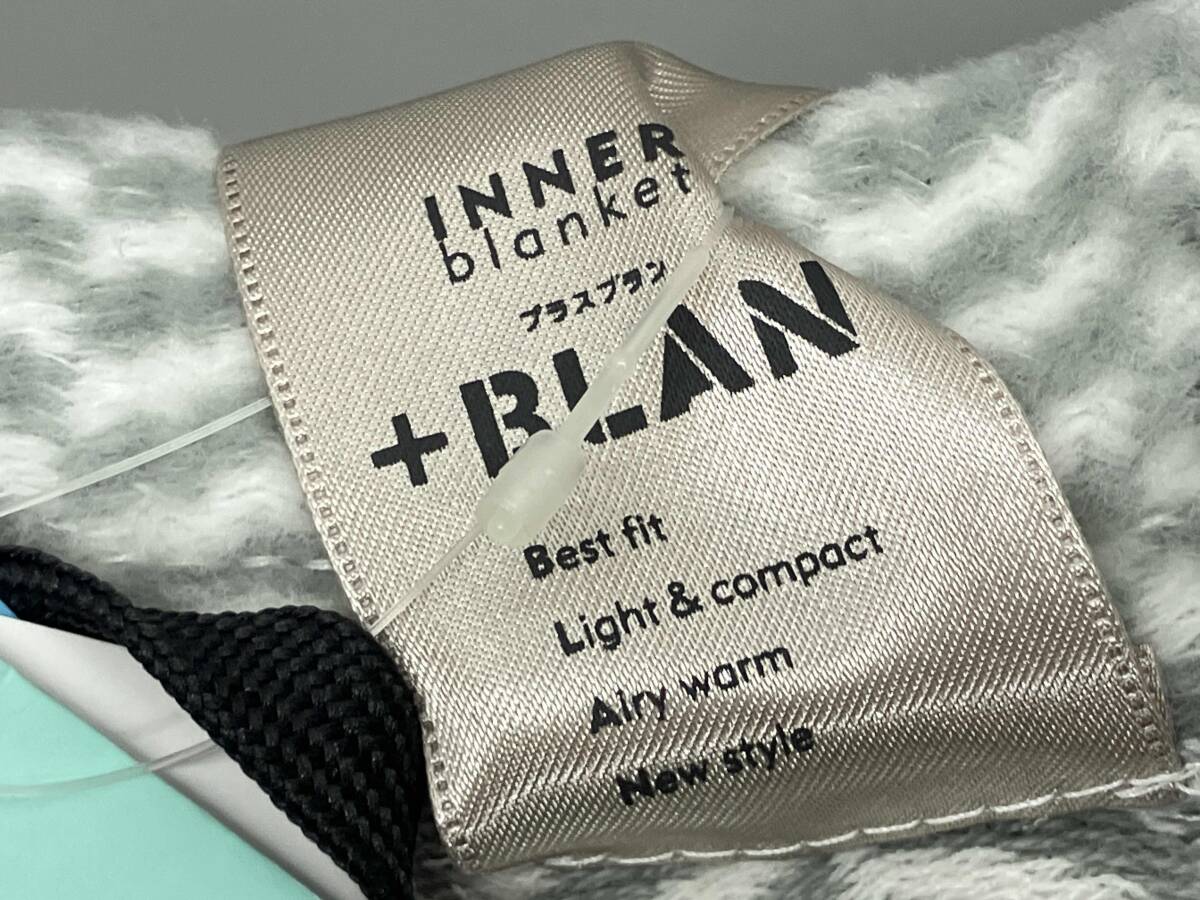 INNER
blanket
プラスブラン
+BLAN
Best fit
Light & compact
Airy warm
New style